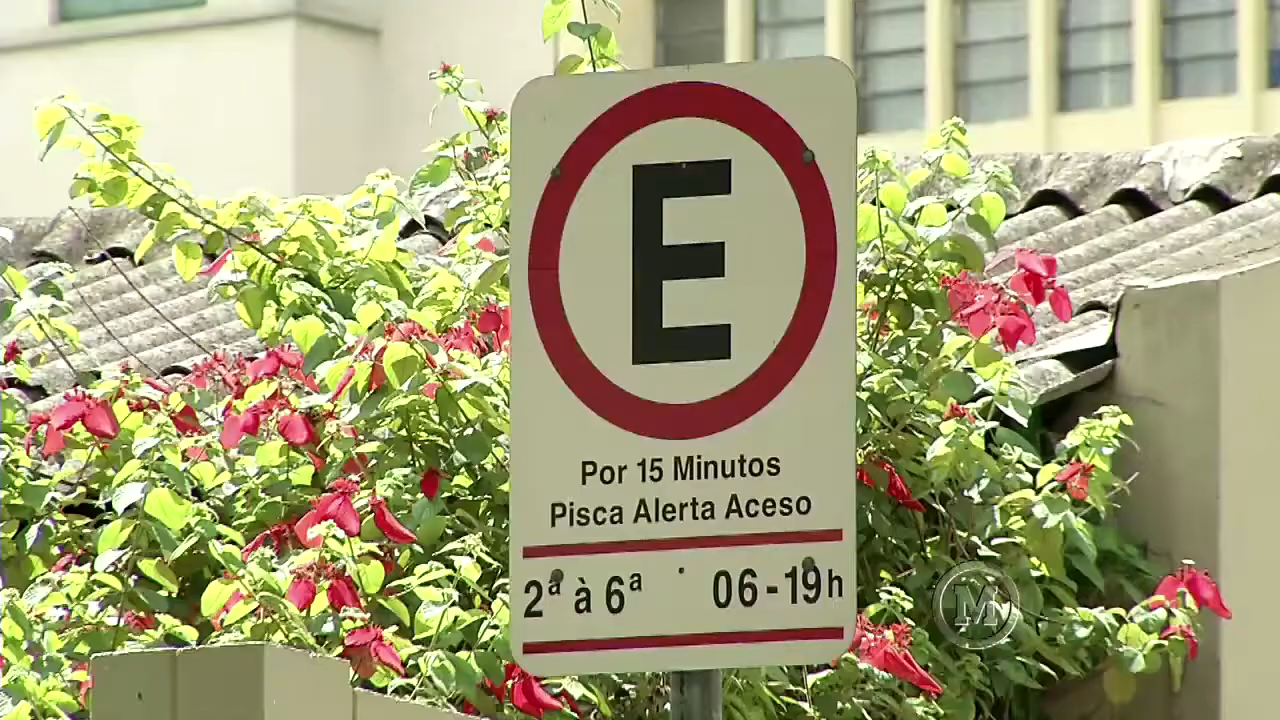 E
Por 15 Minutos
Pisca Alerta Aceso
2ª à 6ª 06-19h
M